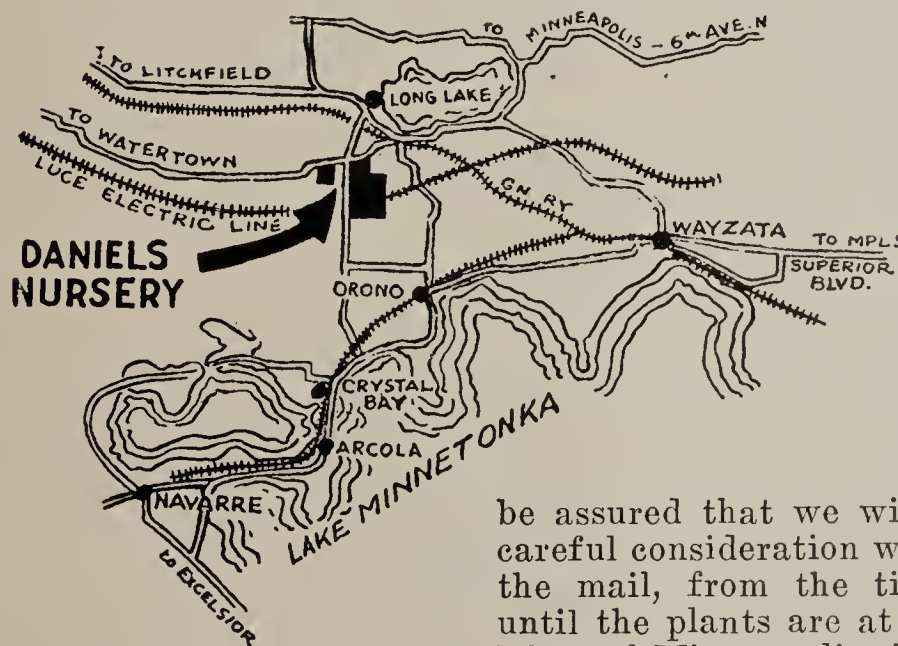 TO MINNEAPOLIS - 6TH AVE. N
TO LITCHFIELD
LONG LAKE
TO WATERTOWN
LUCE ELECTRIC LINE
GN RY
WAYZATA
TO MPLS
SUPERIOR
BLVD.
DANIELS
NURSERY
ORONO
CRYSTAL
BAY
ARCOLA
LAKE MINNETONKA
NAVARRE
to EXCELSIOR
be assured that we wi
careful consideration w
the mail, from the ti
until the plants are at